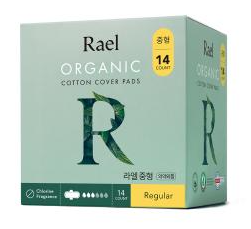 Rael
ORGANIC
COTTON COVER PADS
중형
14
COUNT
R
라엘 중형
Chlorine
Fragrance
14
COUNT
Regular